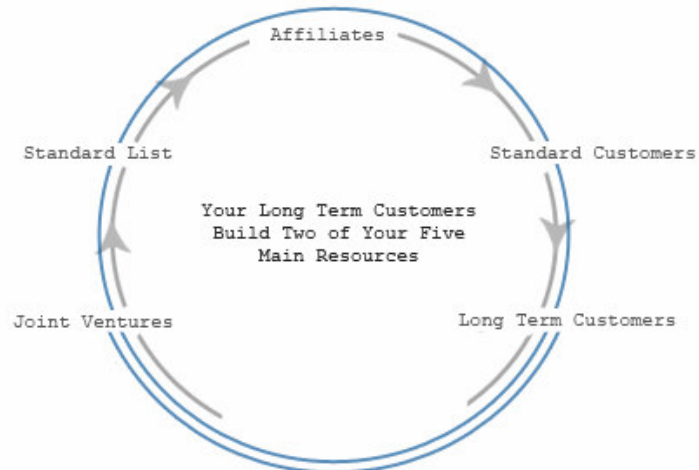 Affiliates
Standard List
Standard Customers
Your Long Term Customers
Build Two of Your Five
Main Resources
Joint Ventures
Long Term Customers